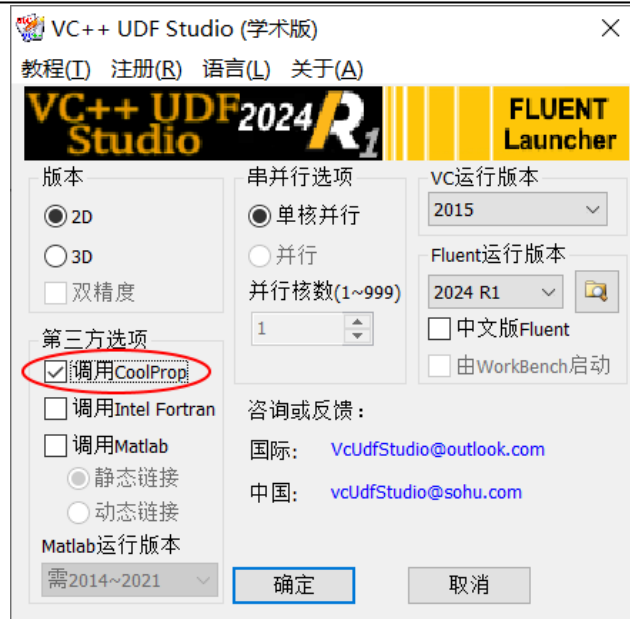 VC++ UDF Studio (学术版)
教程(T) 注册(R) 语言(L) 关于(A)
VC++ UDF Studio 2024 R1
FLUENT Launcher
版本
2D
3D
双精度
串并行选项
单核并行
并行
并行核数(1~999)
1
VC运行版本
2015
Fluent运行版本
2024 R1
中文版Fluent
由WorkBench启动
第三方选项
调用CoolProp
调用Intel Fortran
调用Matlab
静态链接
动态链接
Matlab运行版本
需2014~2021
咨询或反馈：
国际: VcUdfStudio@outlook.com
中国: vcUdfStudio@sohu.com
确定
取消